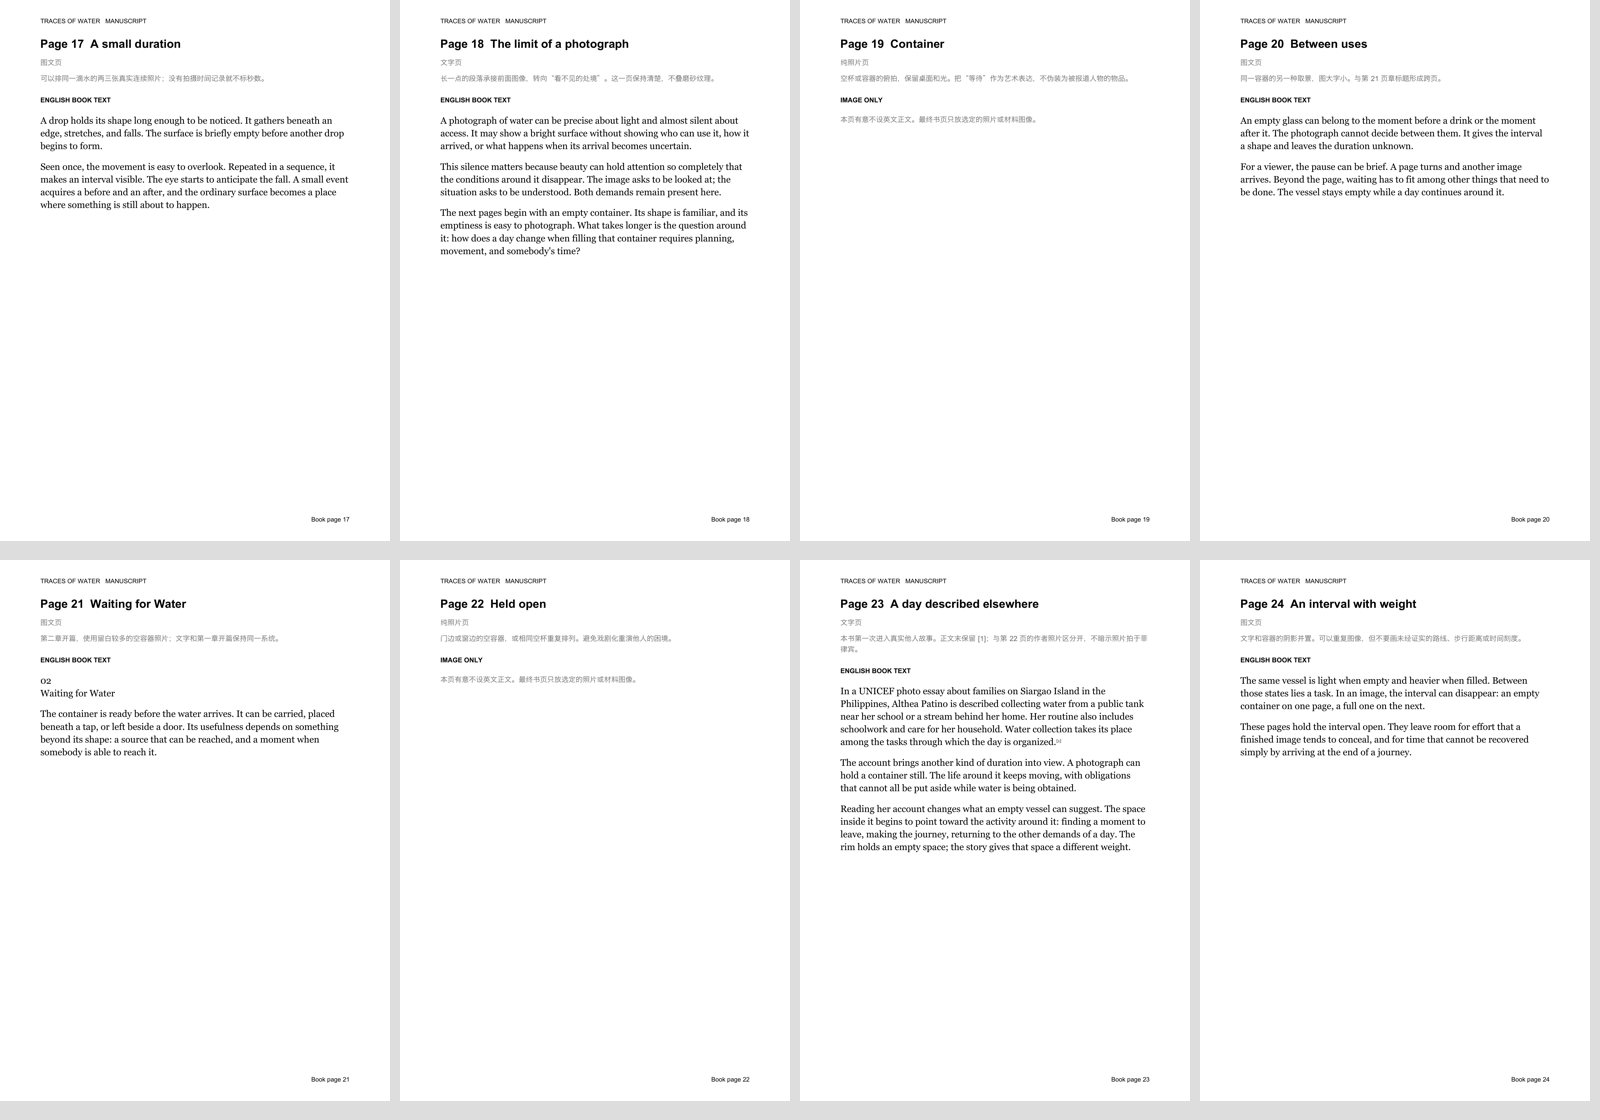 TRACES OF WATER MANUSCRIPT
Page 17 A small duration
图文页
可以排同一滴水的两三张真实连续照片；没有拍摄时间记录就不标秒数。
ENGLISH BOOK TEXT
A drop holds its shape long enough to be noticed. It gathers beneath an
edge, stretches, and falls. The surface is briefly empty before another drop
begins to form.
Seen once, the movement is easy to overlook. Repeated in a sequence, it
makes an interval visible. The eye starts to anticipate the fall. A small event
acquires a before and an after, and the ordinary surface becomes a place
where something is still about to happen.
Book page 17
TRACES OF WATER MANUSCRIPT
Page 18 The limit of a photograph
文字页
长一点的段落承接前面图像，转向“看不见的处境”。这一页保持清楚，不叠磨砂纹理。
ENGLISH BOOK TEXT
A photograph of water can be precise about light and almost silent about
access. It may show a bright surface without showing who can use it, how it
arrived, or what happens when its arrival becomes uncertain.
This silence matters because beauty can hold attention so completely that
the conditions around it disappear. The image asks to be looked at; the
situation asks to be understood. Both demands remain present here.
The next pages begin with an empty container. Its shape is familiar, and its
emptiness is easy to photograph. What takes longer is the question around
it: how does a day change when filling that container requires planning,
movement, and somebody's time?
Book page 18
TRACES OF WATER MANUSCRIPT
Page 19 Container
纯照片页
空杯或容器的俯拍，保留桌面和光。把“等待”作为艺术表达，不伪装为被报道人物的物品。
IMAGE ONLY
本页有意不设英文正文。最终书页只放选定的照片或材料图像。
Book page 19
TRACES OF WATER MANUSCRIPT
Page 20 Between uses
图文页
同一容器的另一种取景，图大字小。与第 21 页章标题形成跨页。
ENGLISH BOOK TEXT
An empty glass can belong to the moment before a drink or the moment
after it. The photograph cannot decide between them. It gives the interval
a shape and leaves the duration unknown.
For a viewer, the pause can be brief. A page turns and another image
arrives. Beyond the page, waiting has to fit among other things that need to
be done. The vessel stays empty while a day continues around it.
Book page 20
TRACES OF WATER MANUSCRIPT
Page 21 Waiting for Water
图文页
第二章开篇，使用留白较多的空容器照片；文字和第一章开篇保持同一系统。
ENGLISH BOOK TEXT
02
Waiting for Water
The container is ready before the water arrives. It can be carried, placed
beneath a tap, or left beside a door. Its usefulness depends on something
beyond its shape: a source that can be reached, and a moment when
somebody is able to reach it.
Book page 21
TRACES OF WATER MANUSCRIPT
Page 22 Held open
纯照片页
门边或窗边的空容器，或相同空杯重复排列。避免戏剧化重演他人的困境。
IMAGE ONLY
本页有意不设英文正文。最终书页只放选定的照片或材料图像。
Book page 22
TRACES OF WATER MANUSCRIPT
Page 23 A day described elsewhere
文字页
本书第一次进入真实他人故事。正文末保留 [1]；与第 22 页的作者照片区分开，不暗示照片拍于菲
律宾。
ENGLISH BOOK TEXT
In a UNICEF photo essay about families on Siargao Island in the
Philippines, Althea Patino is described collecting water from a public tank
near her school or a stream behind her home. Her routine also includes
schoolwork and care for her household. Water collection takes its place
among the tasks through which the day is organized.[1]
The account brings another kind of duration into view. A photograph can
hold a container still. The life around it keeps moving, with obligations
that cannot all be put aside while water is being obtained.
Reading her account changes what an empty vessel can suggest. The space
inside it begins to point toward the activity around it: finding a moment to
leave, making the journey, returning to the other demands of a day. The
rim holds an empty space; the story gives that space a different weight.
Book page 23
TRACES OF WATER MANUSCRIPT
Page 24 An interval with weight
图文页
文字和容器的阴影并置。可以重复图像，但不要画未经证实的路线、步行距离或时间刻度。
ENGLISH BOOK TEXT
The same vessel is light when empty and heavier when filled. Between
those states lies a task. In an image, the interval can disappear: an empty
container on one page, a full one on the next.
These pages hold the interval open. They leave room for effort that a
finished image tends to conceal, and for time that cannot be recovered
simply by arriving at the end of a journey.
Book page 24